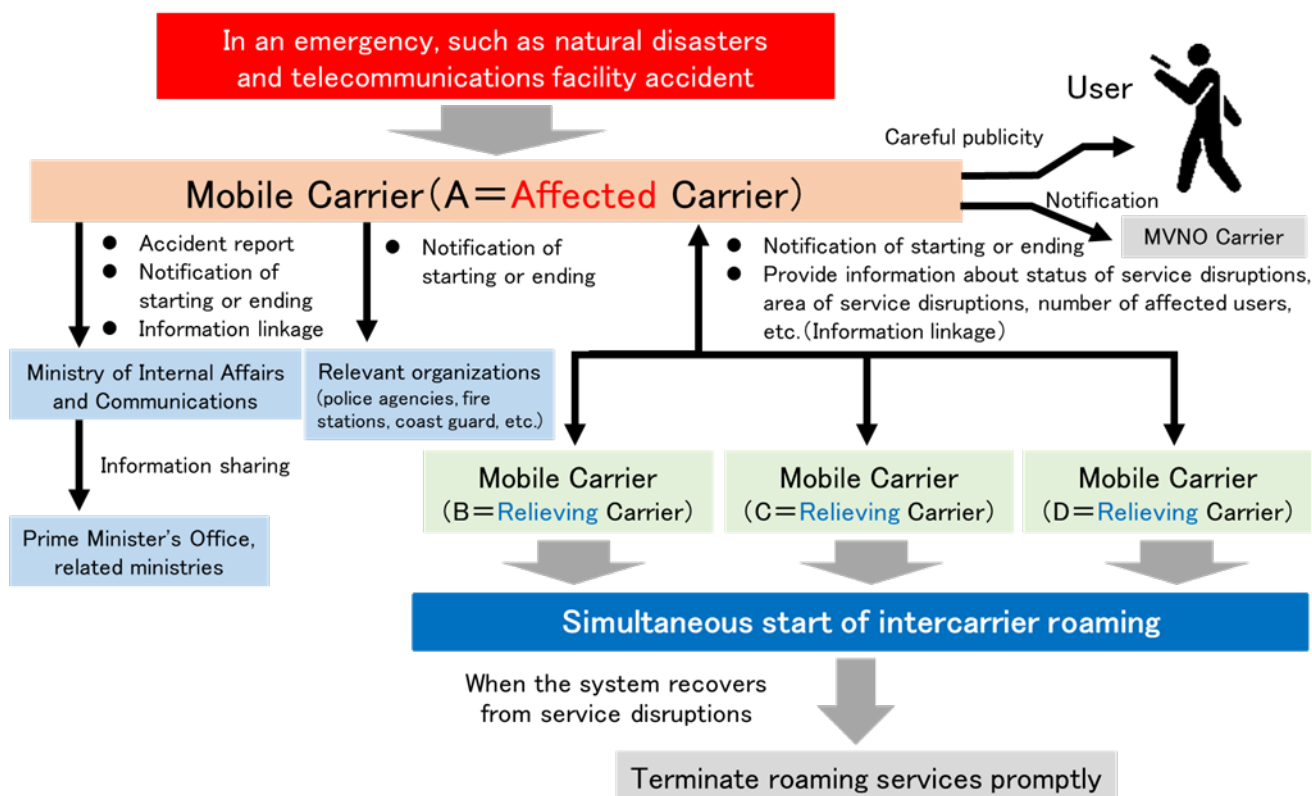 In an emergency, such as natural disasters
and telecommunications facility accident
User
Careful publicity
Mobile Carrier(A＝Affected Carrier)
Notification
MVNO Carrier
● Accident report
● Notification of
starting or ending
● Information linkage
● Notification of
starting or ending
● Notification of starting or ending
● Provide information about status of service disruptions,
area of service disruptions, number of affected users,
etc.(Information linkage)
Ministry of Internal Affairs
and Communications
Relevant organizations
(police agencies, fire
stations, coast guard, etc.)
Information sharing
Prime Minister's Office,
related ministries
Mobile Carrier
(B＝Relieving Carrier)
Mobile Carrier
(C＝Relieving Carrier)
Mobile Carrier
(D＝Relieving Carrier)
Simultaneous start of intercarrier roaming
When the system recovers
from service disruptions
Terminate roaming services promptly